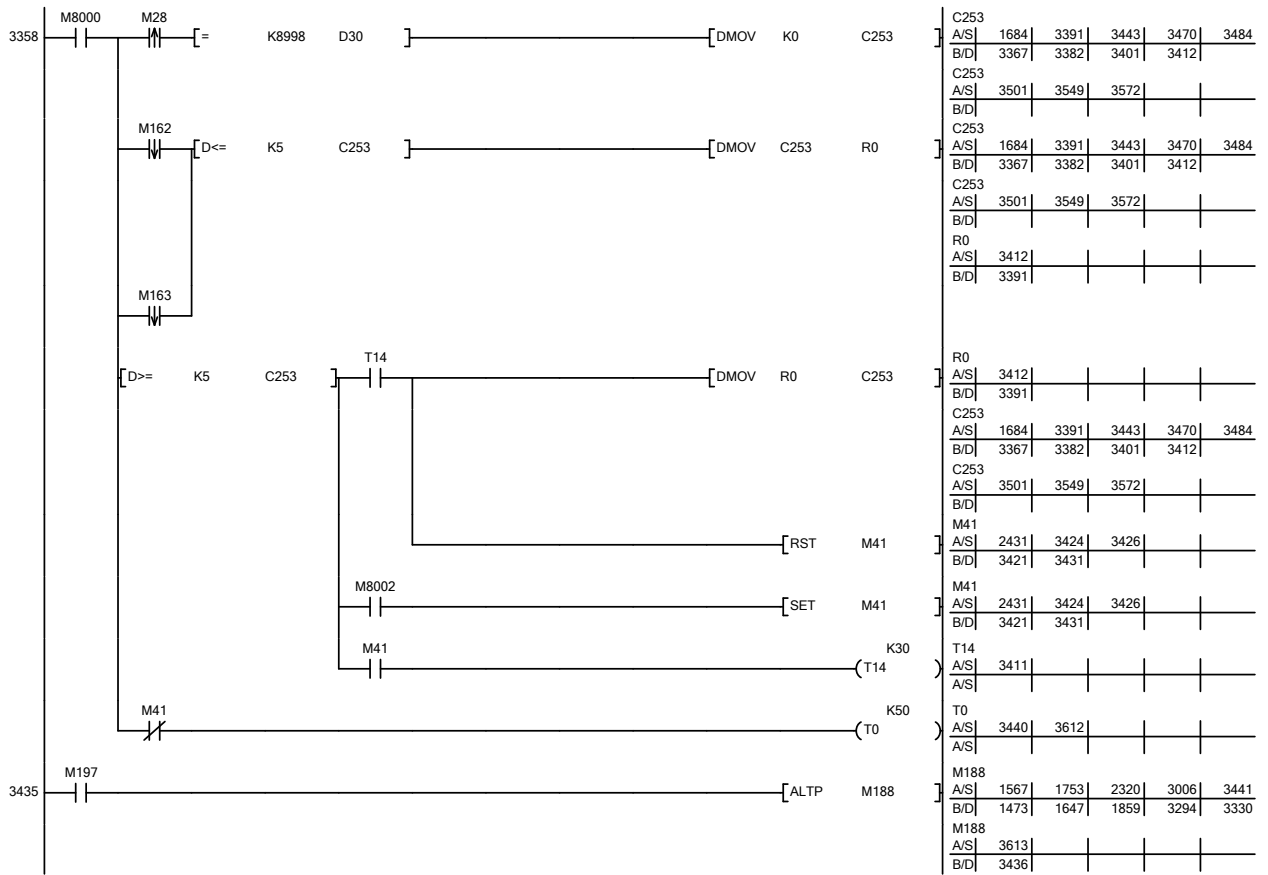 M8000 M28 C253
3358 [= K8998 D30 ] [DMOV K0 C253 ] A/S 1684 3391 3443 3470 3484
B/D 3367 3382 3401 3412
C253
A/S 3501 3549 3572
B/D
M162 C253
[D<= K5 C253 ] [DMOV C253 R0 ] A/S 1684 3391 3443 3470 3484
B/D 3367 3382 3401 3412
C253
A/S 3501 3549 3572
B/D
R0
A/S 3412
B/D 3391
M163
T14 R0
[D>= K5 C253 ] [DMOV R0 C253 ] A/S 3412
B/D 3391
C253
A/S 1684 3391 3443 3470 3484
B/D 3367 3382 3401 3412
C253
A/S 3501 3549 3572
B/D
M41
[RST M41 ] A/S 2431 3424 3426
B/D 3421 3431
M8002 M41
[SET M41 ] A/S 2431 3424 3426
B/D 3421 3431
M41 K30 T14
(T14 ) A/S 3411
A/S
M41 K50 T0
(T0 ) A/S 3440 3612
A/S
M197 M188
3435 [ALTP M188 ] A/S 1567 1753 2320 3006 3441
B/D 1473 1647 1859 3294 3330
M188
A/S 3613
B/D 3436